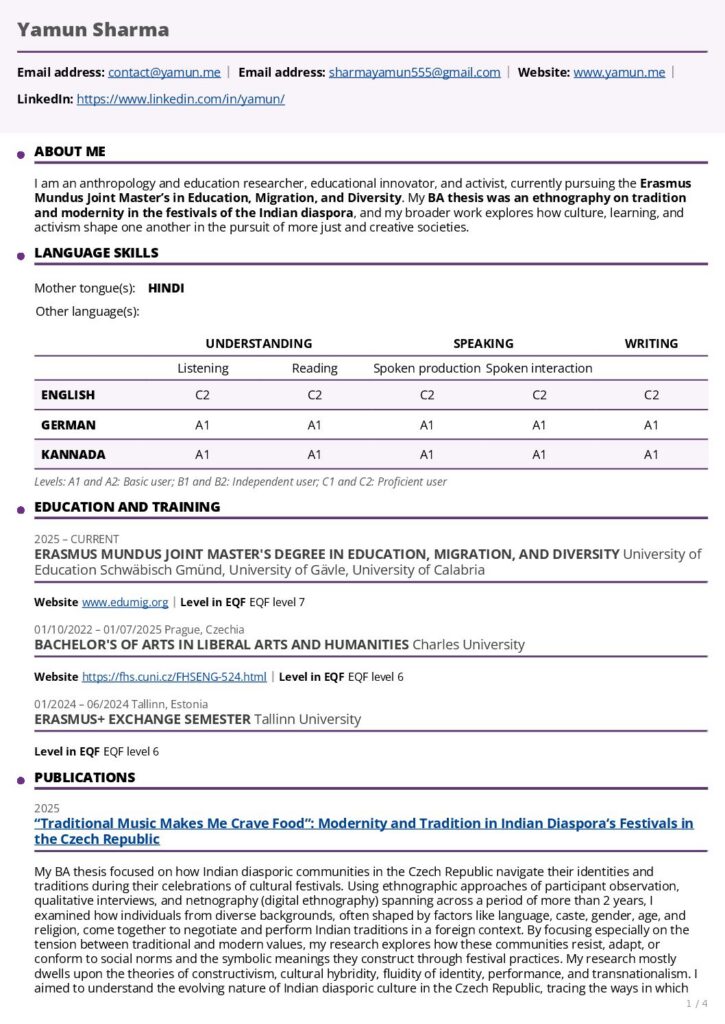 Yamun Sharma
Email address: contact@yamun.me | Email address: sharmayamun555@gmail.com | Website: www.yamun.me |
LinkedIn: https://www.linkedin.com/in/yamun/
ABOUT ME
I am an anthropology and education researcher, educational innovator, and activist, currently pursuing the Erasmus
Mundus Joint Master’s in Education, Migration, and Diversity. My BA thesis was an ethnography on tradition
and modernity in the festivals of the Indian diaspora, and my broader work explores how culture, learning, and
activism shape one another in the pursuit of more just and creative societies.
LANGUAGE SKILLS
Mother tongue(s): HINDI
Other language(s):
UNDERSTANDING SPEAKING WRITING
Listening Reading Spoken production Spoken interaction
ENGLISH C2 C2 C2 C2 C2
GERMAN A1 A1 A1 A1 A1
KANNADA A1 A1 A1 A1 A1
Levels: A1 and A2: Basic user; B1 and B2: Independent user; C1 and C2: Proficient user
EDUCATION AND TRAINING
2025 – CURRENT
ERASMUS MUNDUS JOINT MASTER'S DEGREE IN EDUCATION, MIGRATION, AND DIVERSITY University of
Education Schwäbisch Gmünd, University of Gävle, University of Calabria
Website www.edumig.org | Level in EQF EQF level 7
01/10/2022 – 01/07/2025 Prague, Czechia
BACHELOR'S OF ARTS IN LIBERAL ARTS AND HUMANITIES Charles University
Website https://fhs.cuni.cz/FHSENG-524.html | Level in EQF EQF level 6
01/2024 – 06/2024 Tallinn, Estonia
ERASMUS+ EXCHANGE SEMESTER Tallinn University
Level in EQF EQF level 6
PUBLICATIONS
2025
“Traditional Music Makes Me Crave Food”: Modernity and Tradition in Indian Diaspora’s Festivals in
the Czech Republic
My BA thesis focused on how Indian diasporic communities in the Czech Republic navigate their identities and
traditions during their celebrations of cultural festivals. Using ethnographic approaches of participant observation,
qualitative interviews, and netnography (digital ethnography) spanning across a period of more than 2 years, I
examined how individuals from diverse backgrounds, often shaped by factors like language, caste, gender, age, and
religion, come together to negotiate and perform Indian traditions in a foreign context. By focusing especially on the
tension between traditional and modern values, my research explores how these communities resist, adapt, or
conform to social norms and the symbolic meanings they construct through festival practices. My research mostly
dwells upon the theories of constructivism, cultural hybridity, fluidity of identity, performance, and transnationalism. I
aimed to understand the evolving nature of Indian diasporic culture in the Czech Republic, tracing the ways in which
1 / 4